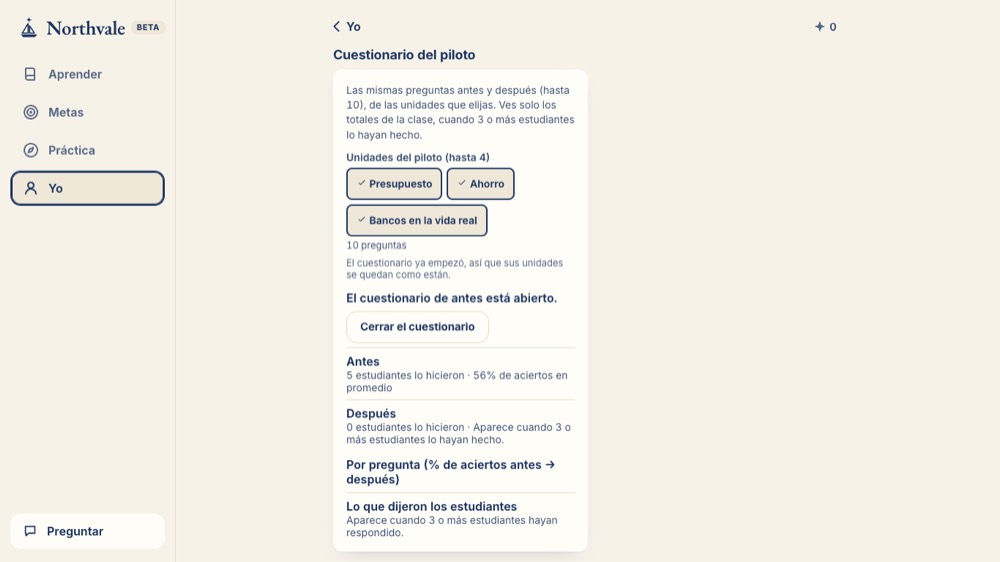 Northvale BETA
Aprender
Metas
Práctica
Yo
Preguntar
Yo
0
Cuestionario del piloto
Las mismas preguntas antes y después (hasta
10), de las unidades que elijas. Ves solo los
totales de la clase, cuando 3 o más estudiantes
lo hayan hecho.
Unidades del piloto (hasta 4)
✓ Presupuesto ✓ Ahorro
✓ Bancos en la vida real
10 preguntas
El cuestionario ya empezó, así que sus unidades
se quedan como están.
El cuestionario de antes está abierto.
Cerrar el cuestionario
Antes
5 estudiantes lo hicieron · 56% de aciertos en
promedio
Después
0 estudiantes lo hicieron · Aparece cuando 3 o
más estudiantes lo hayan hecho.
Por pregunta (% de aciertos antes →
después)
Lo que dijeron los estudiantes
Aparece cuando 3 o más estudiantes hayan
respondido.